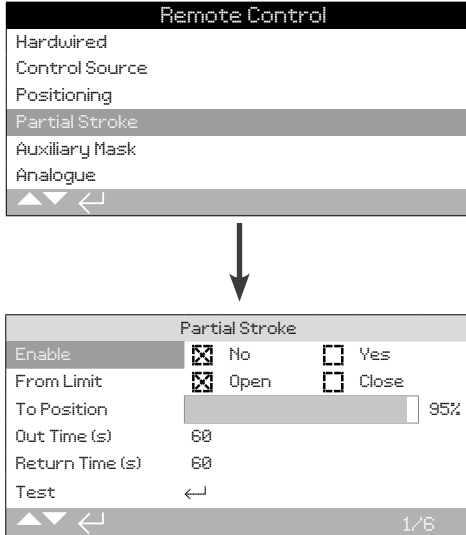 Remote Control
Hardwired
Control Source
Positioning
Partial Stroke
Auxiliary Mask
Analogue
Partial Stroke
Enable No Yes
From Limit Open Close
To Position 95%
Out Time (s) 60
Return Time (s) 60
Test
1/6